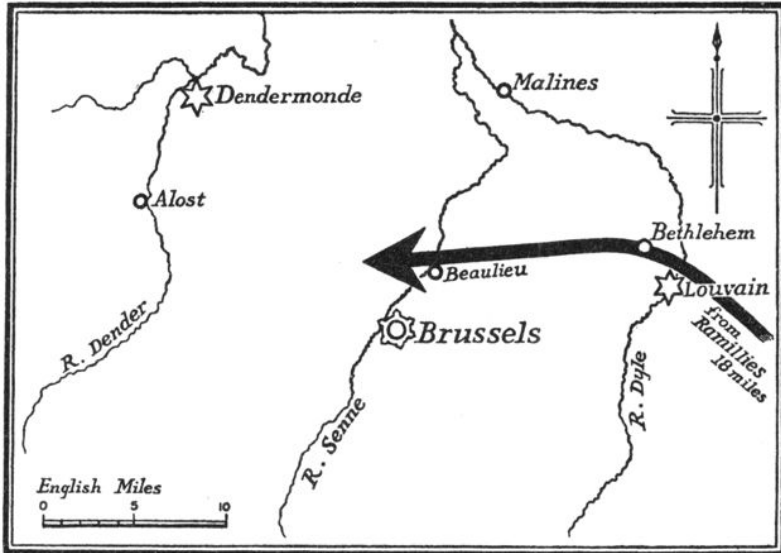 Dendermonde
Malines
Alost
Bethlehem
Beaulieu
Louvain
from
Ramillies
18 miles
Brussels
R. Dender
R. Senne
R. Dyle
English Miles
0 5 10